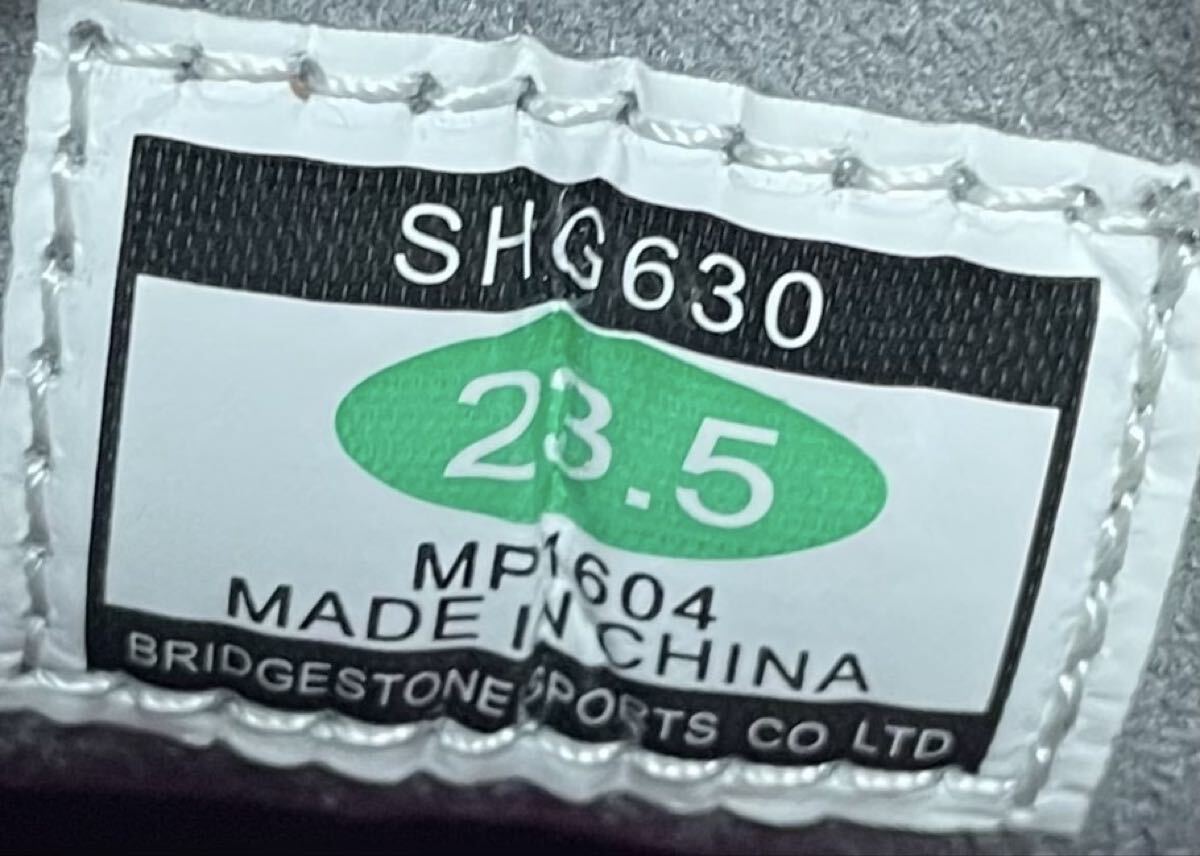 SHG630
23.5
MP1604
MADE IN CHINA
BRIDGESTONE SPORTS CO LTD